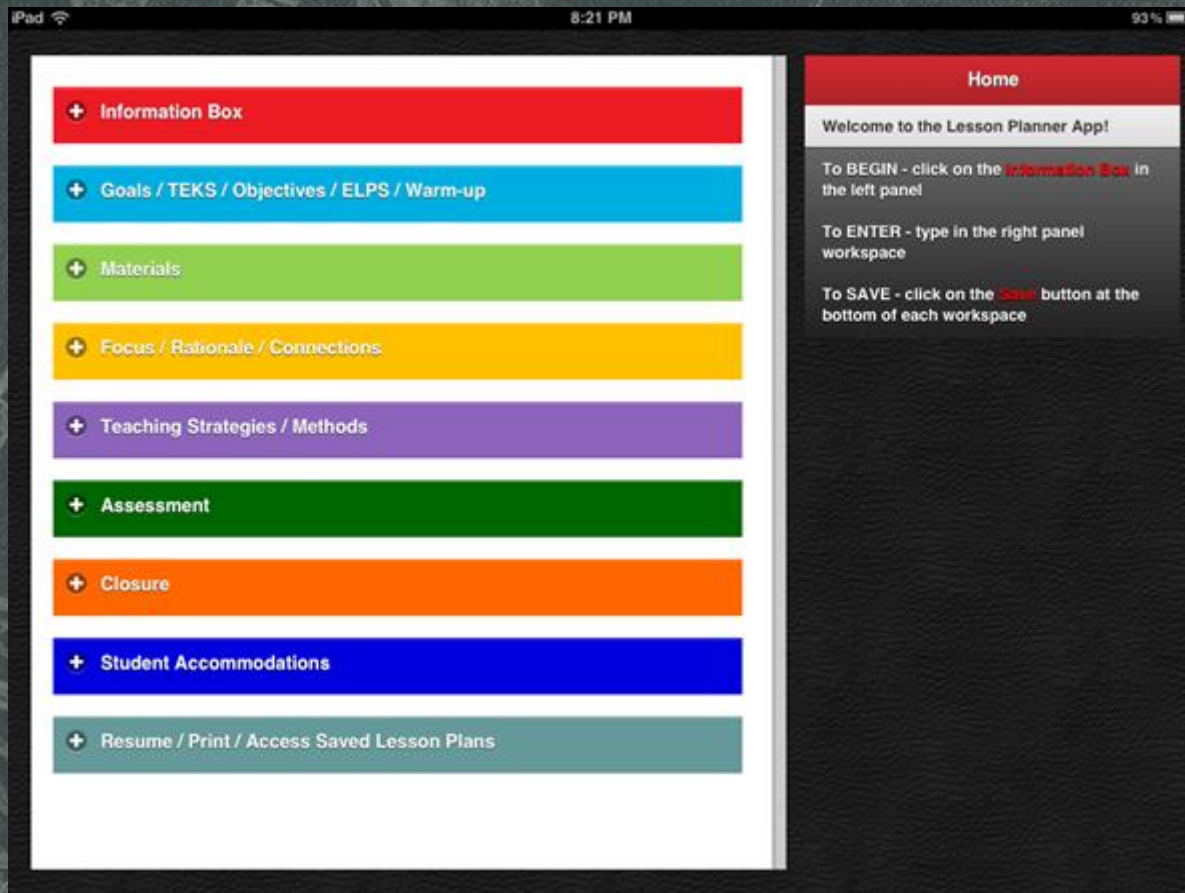 iPad 8:21 PM 93%
Information Box
Goals / TEKS / Objectives / ELPS / Warm-up
Materials
Focus / Rationale / Connections
Teaching Strategies / Methods
Assessment
Closure
Student Accommodations
Resume / Print / Access Saved Lesson Plans
Home
Welcome to the Lesson Planner App!
To BEGIN - click on the Information Box in
the left panel
To ENTER - type in the right panel
workspace
To SAVE - click on the Save button at the
bottom of each workspace